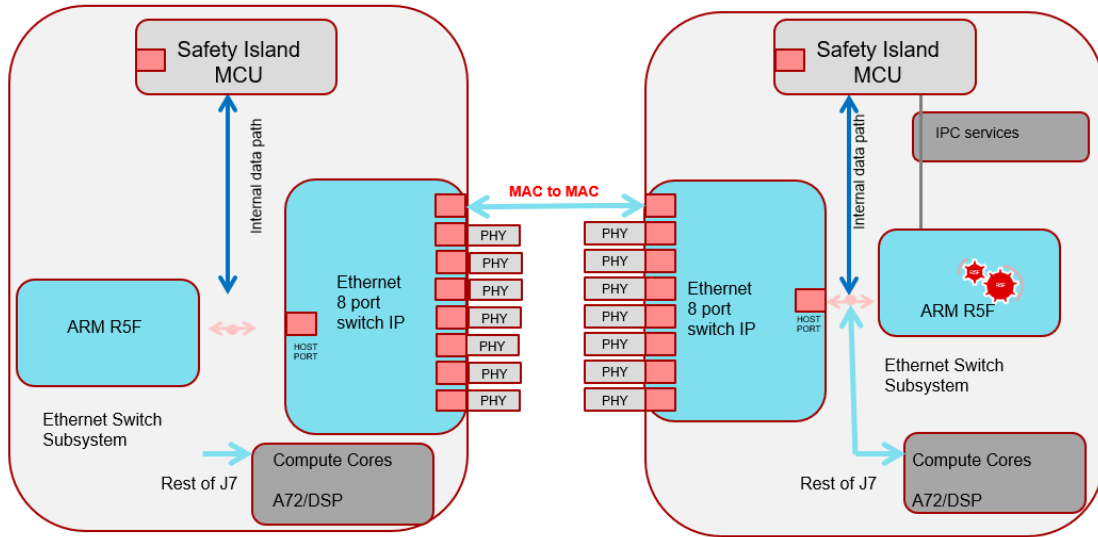 Safety Island
MCU
Internal data path
ARM R5F
HOST
PORT
Ethernet
8 port
switch IP
PHY
PHY
PHY
PHY
PHY
PHY
PHY
Ethernet Switch
Subsystem
Rest of J7
Compute Cores
A72/DSP
MAC to MAC
Safety Island
MCU
IPC services
Internal data path
PHY
PHY
PHY
PHY
PHY
PHY
PHY
Ethernet
8 port
switch IP
HOST
PORT
R5F
R5F
ARM R5F
Ethernet Switch
Subsystem
Rest of J7
Compute Cores
A72/DSP